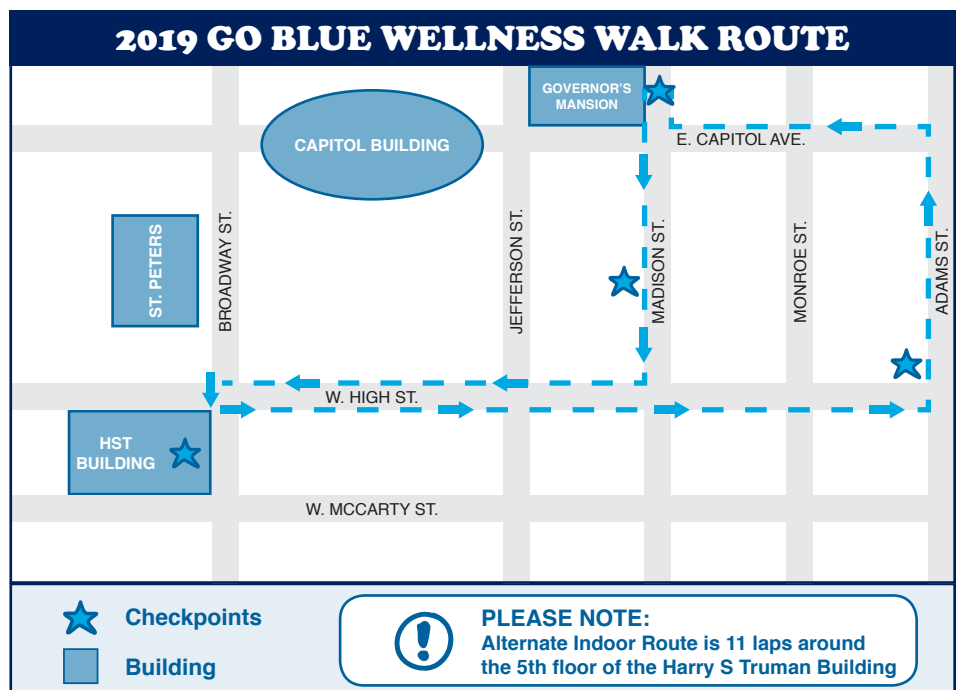 2019 GO BLUE WELLNESS WALK ROUTE
GOVERNOR'S
MANSION
CAPITOL BUILDING
E. CAPITOL AVE.
ST. PETERS
BROADWAY ST.
JEFFERSON ST.
MADISON ST.
MONROE ST.
ADAMS ST.
W. HIGH ST.
HST
BUILDING
W. MCCARTY ST.
Checkpoints
Building
PLEASE NOTE:
Alternate Indoor Route is 11 laps around
the 5th floor of the Harry S Truman Building